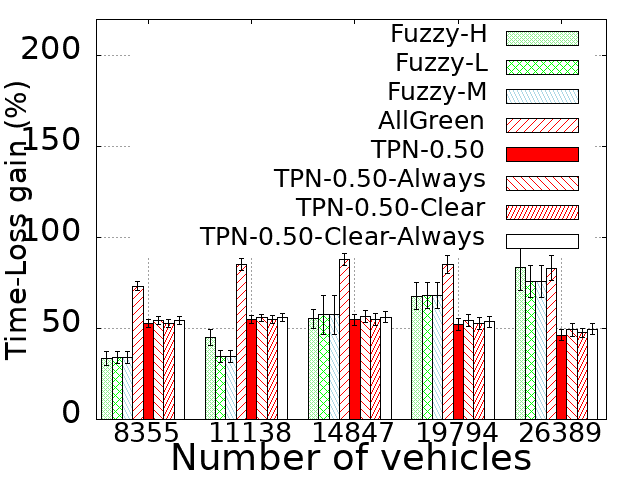 Fuzzy-H
Fuzzy-L
Fuzzy-M
AllGreen
TPN-0.50
TPN-0.50-Always
TPN-0.50-Clear
TPN-0.50-Clear-Always
Time-Loss gain (%)
200
150
100
50
0
8355 11138 14847 19794 26389
Number of vehicles